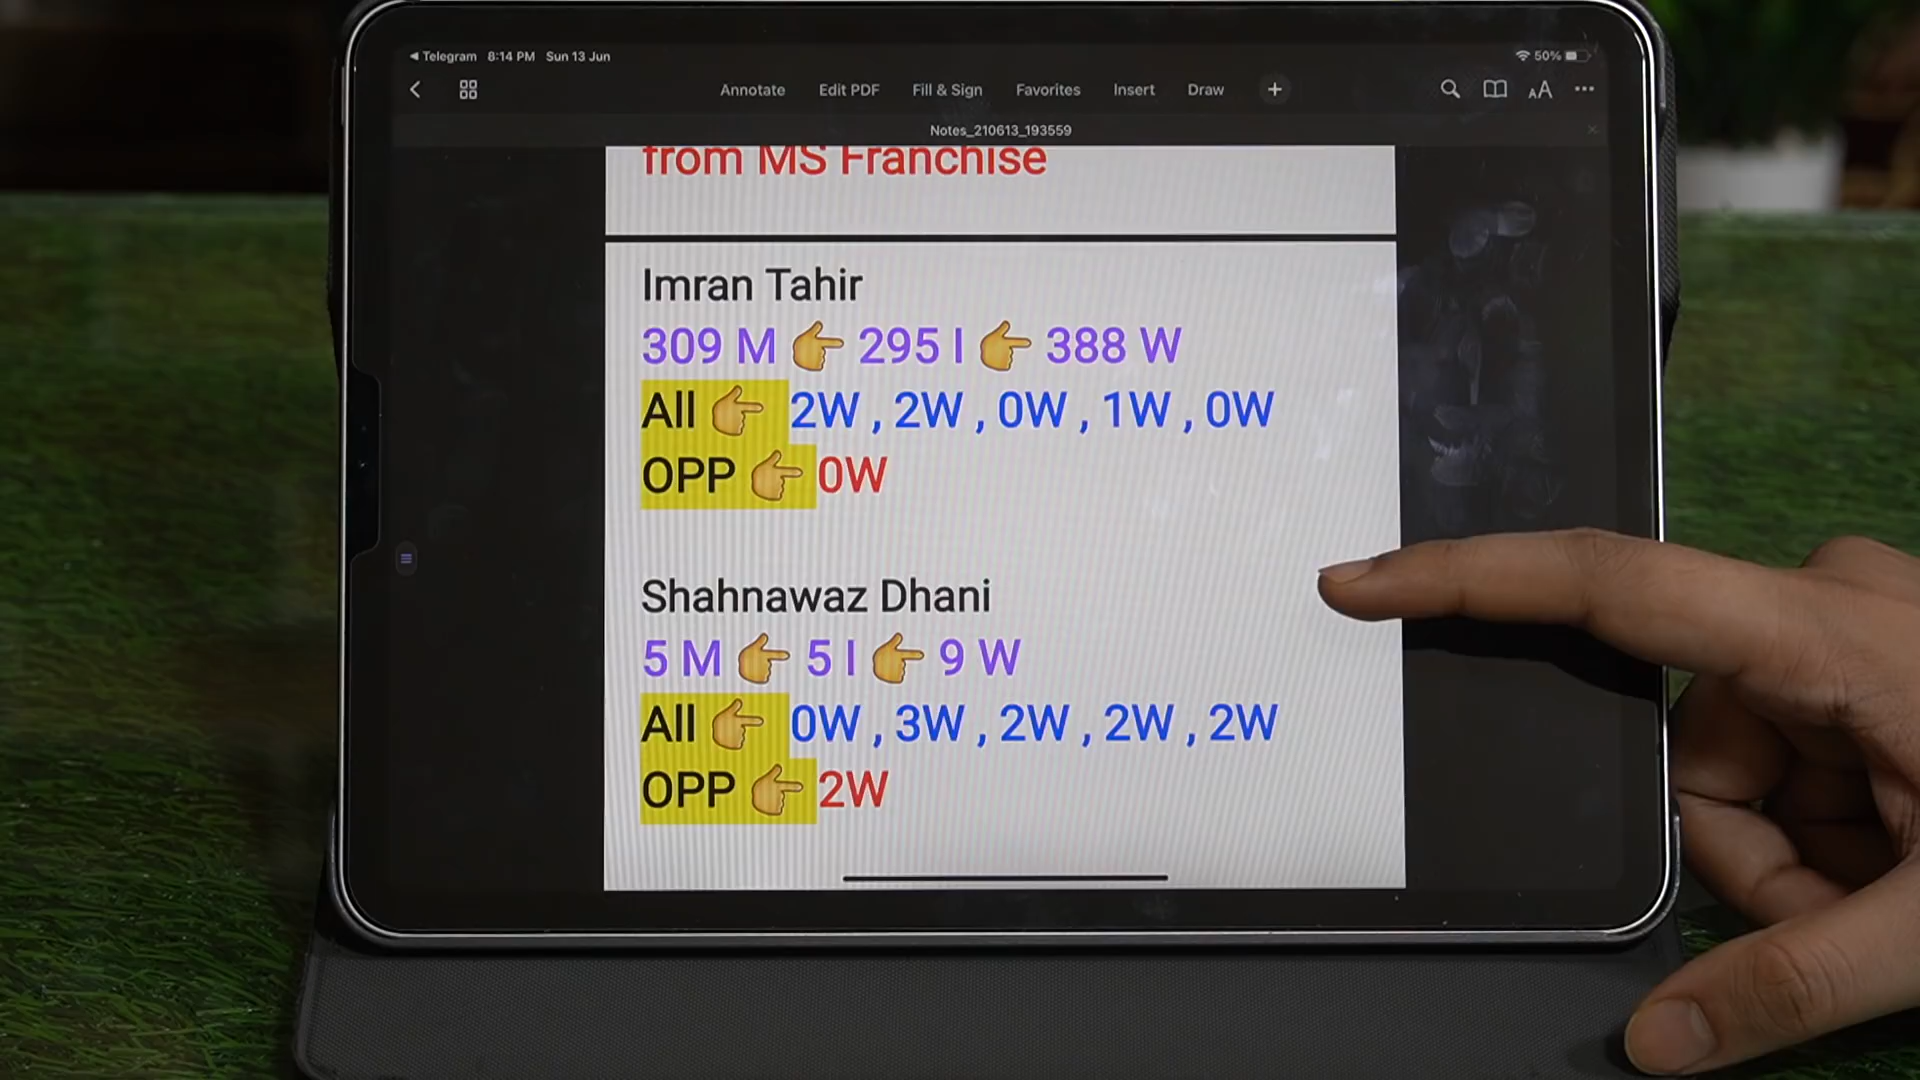 Telegram 8:14 PM Sun 13 Jun 50%
Annotate Edit PDF Fill & Sign Favorites Insert Draw +
AA
Notes_210613_193559
from MS Franchise
Imran Tahir
309 M 👉 295 I 👉 388 W
All 👉 2W , 2W , 0W , 1W , 0W
OPP 👉 0W
Shahnawaz Dhani
5 M 👉 5 I 👉 9 W
All 👉 0W , 3W , 2W , 2W , 2W
OPP 👉 2W